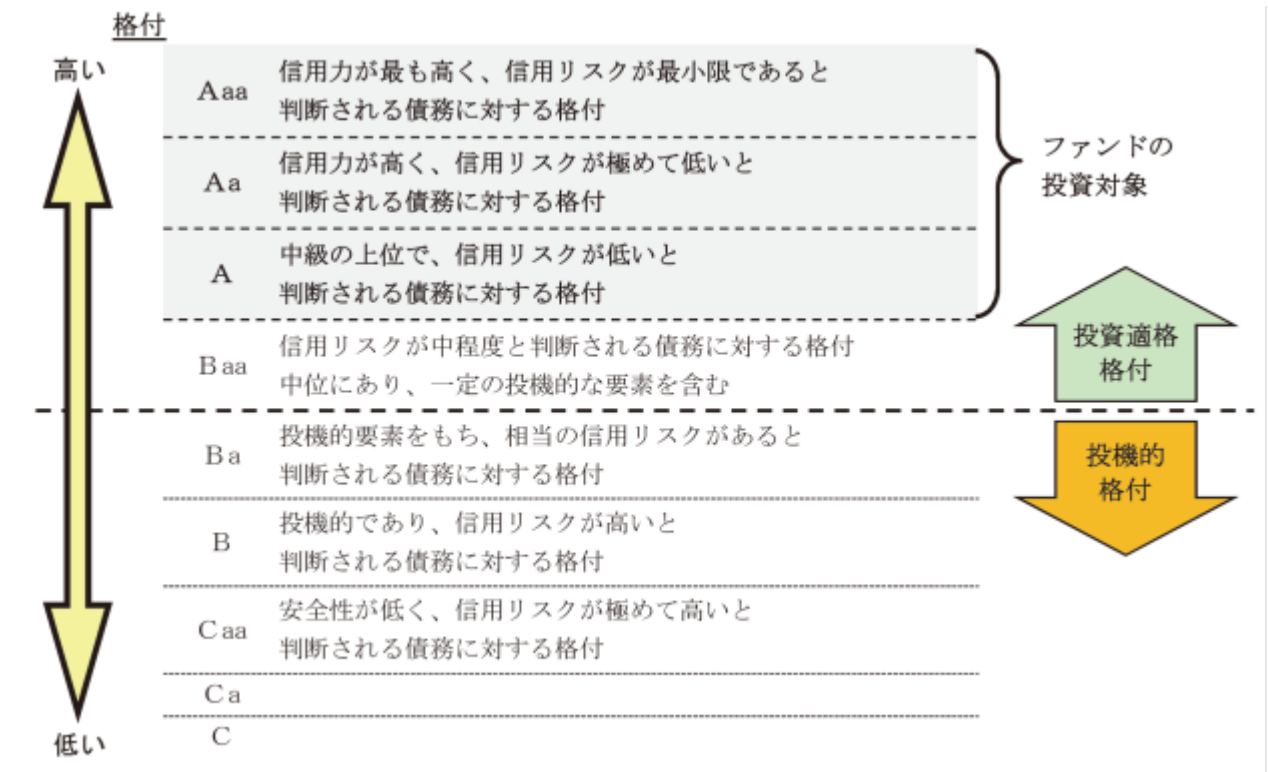 格付
高い
Aaa
信用力が最も高く、信用リスクが最小限であると
判断される債務に対する格付
Aa
信用力が高く、信用リスクが極めて低いと
判断される債務に対する格付
A
中級の上位で、信用リスクが低いと
判断される債務に対する格付
ファンドの
投資対象
Baa
信用リスクが中程度と判断される債務に対する格付
中位にあり、一定の投機的な要素を含む
投資適格
格付
Ba
投機的要素をもち、相当の信用リスクがあると
判断される債務に対する格付
投機的
格付
B
投機的であり、信用リスクが高いと
判断される債務に対する格付
Caa
安全性が低く、信用リスクが極めて高いと
判断される債務に対する格付
Ca
C
低い